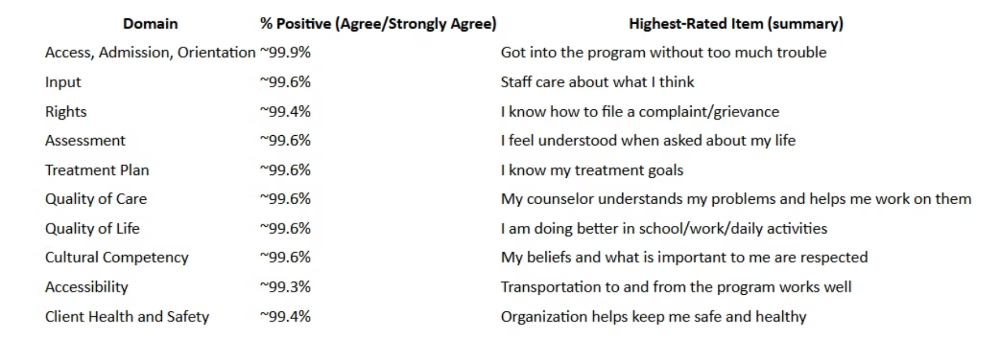 Domain % Positive (Agree/Strongly Agree) Highest-Rated Item (summary)
Access, Admission, Orientation ~99.9% Got into the program without too much trouble
Input ~99.6% Staff care about what I think
Rights ~99.4% I know how to file a complaint/grievance
Assessment ~99.6% I feel understood when asked about my life
Treatment Plan ~99.6% I know my treatment goals
Quality of Care ~99.6% My counselor understands my problems and helps me work on them
Quality of Life ~99.6% I am doing better in school/work/daily activities
Cultural Competency ~99.6% My beliefs and what is important to me are respected
Accessibility ~99.3% Transportation to and from the program works well
Client Health and Safety ~99.4% Organization helps keep me safe and healthy